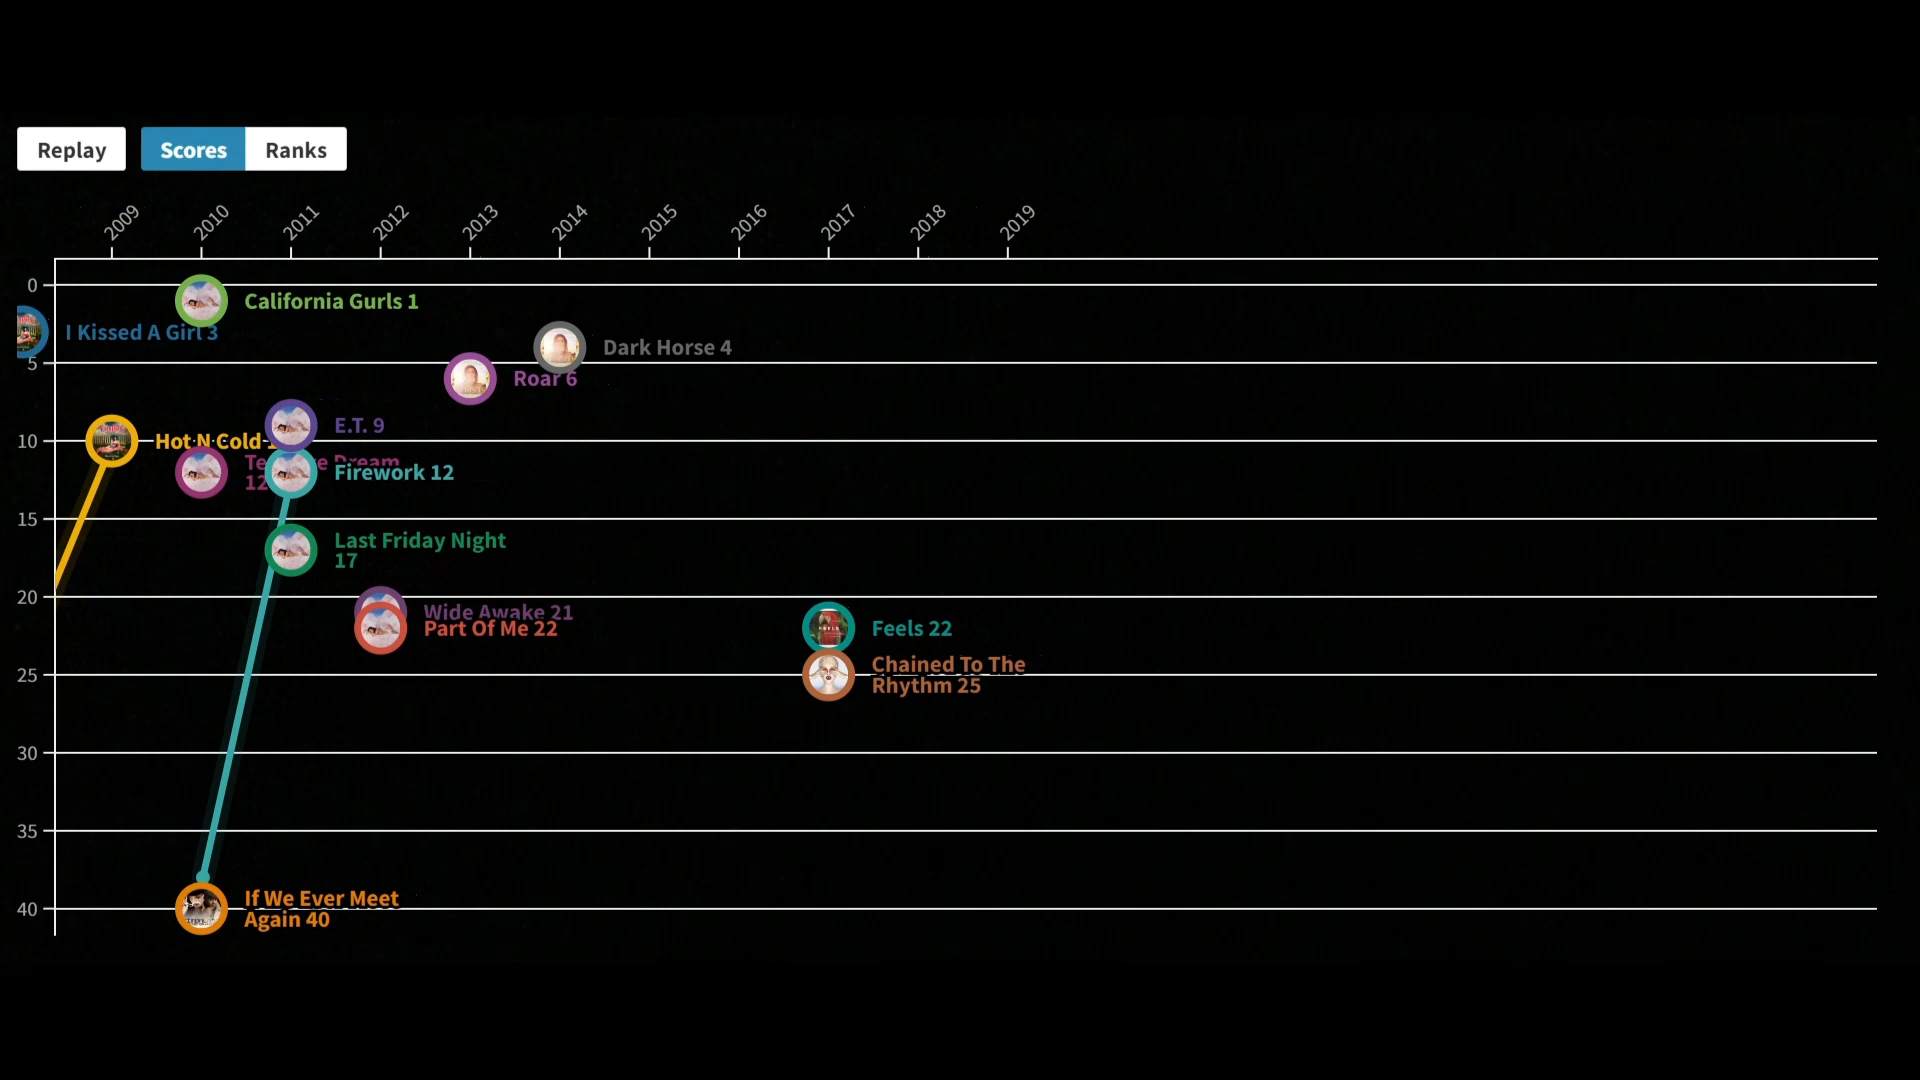 Replay
Scores
Ranks
2009
2010
2011
2012
2013
2014
2015
2016
2017
2018
2019
0
California Gurls 1
I Kissed A Girl 3
Dark Horse 4
5
Roar 6
E.T. 9
10
Hot N Cold
Dream
12
Firewo​rk 12
15
Last Friday Night
17
20
Wide Awake 21
Part Of Me 22
Feels 22
Chained To The
25
Rhythm 25
30
35
If We Ever Meet
40
Again 40